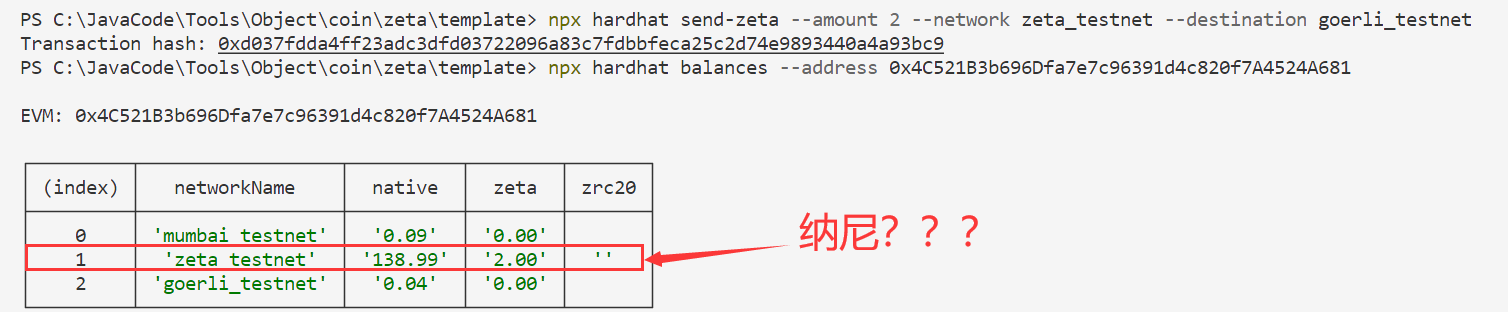 PS C:\JavaCode\Tools\Object\coin\zeta\template> npx hardhat send-zeta --amount 2 --network zeta_testnet --destination goerli_testnet
Transaction hash: 0xd037fdda4ff23adc3dfd03722096a83c7fdbbfeca25c2d74e9893440a4a93bc9
PS C:\JavaCode\Tools\Object\coin\zeta\template> npx hardhat balances --address 0x4C521B3b696Dfa7e7c96391d4c820f7A4524A681
EVM: 0x4C521B3b696Dfa7e7c96391d4c820f7A4524A681
(index) networkName native zeta zrc20
0 'mumbai_testnet' '0.09' '0.00'
1 'zeta_testnet' '138.99' '2.00' ''
2 'goerli_testnet' '0.04' '0.00'
纳尼？？？